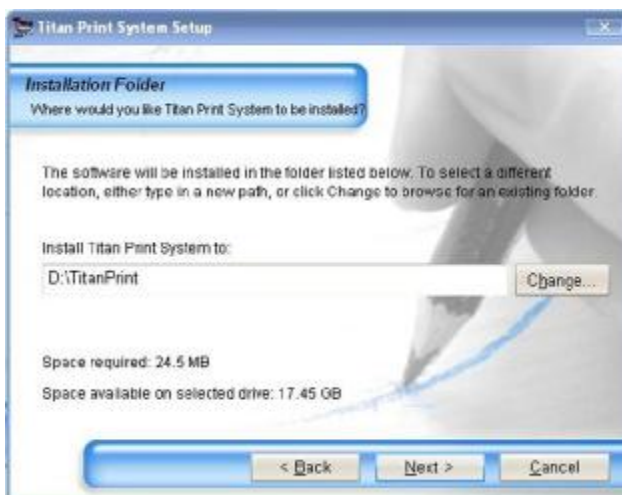 Titan Print System Setup
Installation Folder
Where would you like Titan Print System to be installed?
The software will be installed in the folder listed below. To select a different
location, either type in a new path, or click Change to browse for an existing folder.
Install Titan Print System to:
D:\TitanPrint
Change...
Space required: 24.5 MB
Space available on selected drive: 17.45 GB
< Back
Next >
Cancel